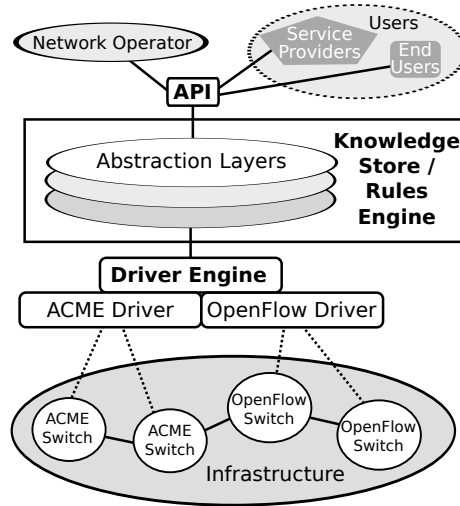 Users
Network Operator
Service
Providers
End
Users
API
Abstraction Layers
Knowledge
Store /
Rules
Engine
Driver Engine
ACME Driver
OpenFlow Driver
ACME
Switch
ACME
Switch
OpenFlow
Switch
OpenFlow
Switch
Infrastructure